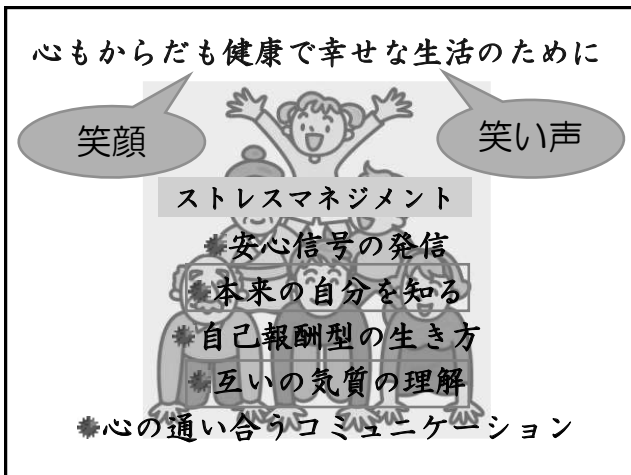 心もからだも健康で幸せな生活のために
笑顔
笑い声
ストレスマネジメント
安心信号の発信
本来の自分を知る
自己報酬型の生き方
互いの気質の理解
心の通い合うコミュニケーション